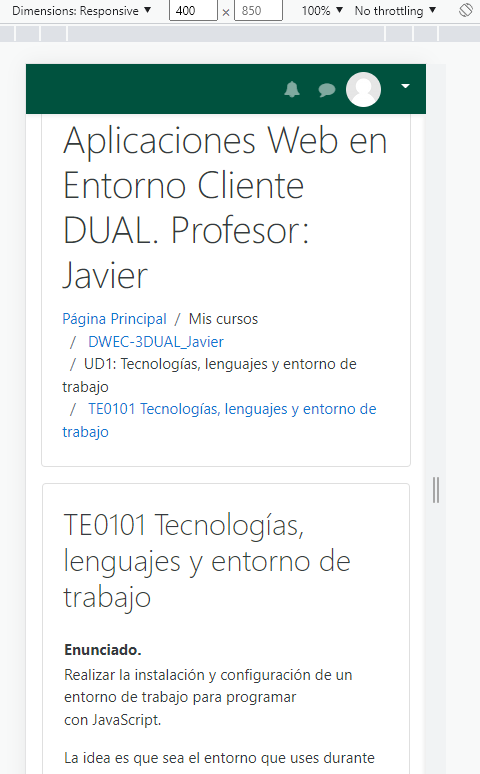 Dimensions: Responsive ▼ 400 × 850 100% ▼ No throttling ▼
Aplicaciones Web en
Entorno Cliente
DUAL. Profesor:
Javier
Página Principal / Mis cursos
/ DWEC-3DUAL_Javier
/ UD1: Tecnologías, lenguajes y entorno de
trabajo
/ TE0101 Tecnologías, lenguajes y entorno de
trabajo
TE0101 Tecnologías,
lenguajes y entorno de
trabajo
Enunciado.
Realizar la instalación y configuración de un
entorno de trabajo para programar
con JavaScript.
La idea es que sea el entorno que uses durante